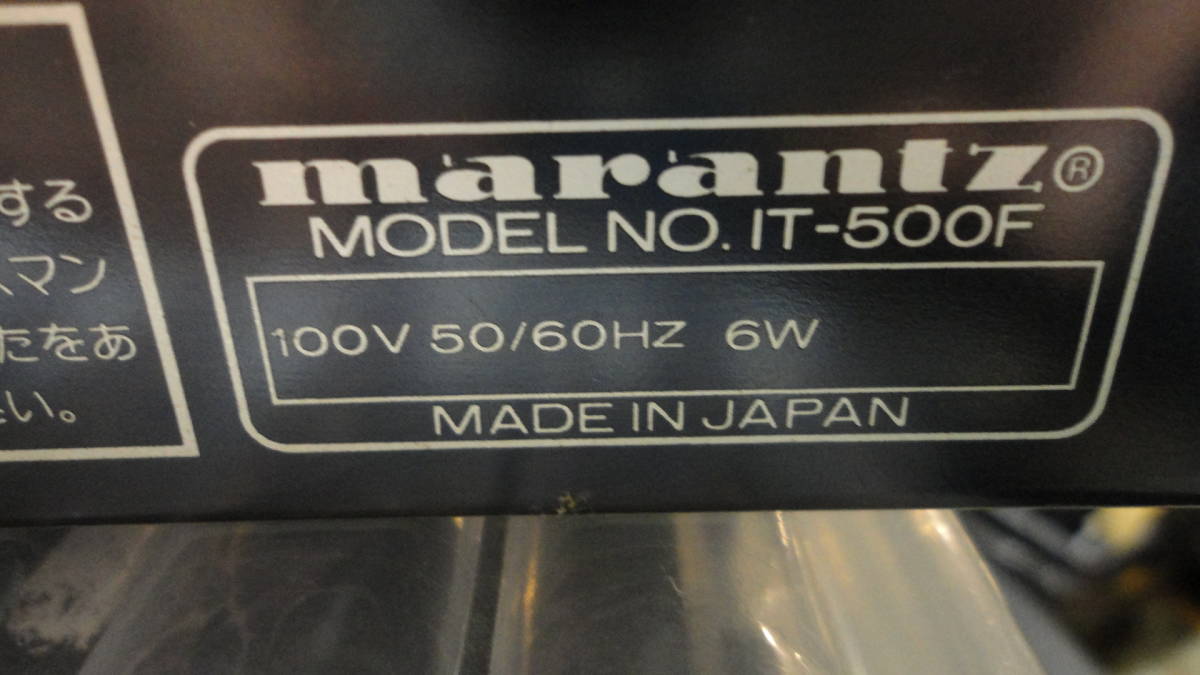 する
スマン
たをあ
い。
marantz®
MODEL NO. IT-500F
100V 50/60HZ 6W
MADE IN JAPAN